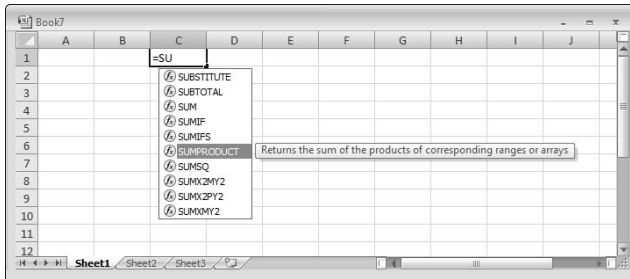 Book7
A B C D E F G H I J
1 =SU
2 SUBSTITUTE
3 SUBTOTAL
4 SUM
SUMIF
5 SUMIFS
6 SUMPRODUCT Returns the sum of the products of corresponding ranges or arrays
7 SUMSQ
8 SUMX2MY2
9 SUMX2PY2
10 SUMXMY2
11
12
Sheet1 Sheet2 Sheet3